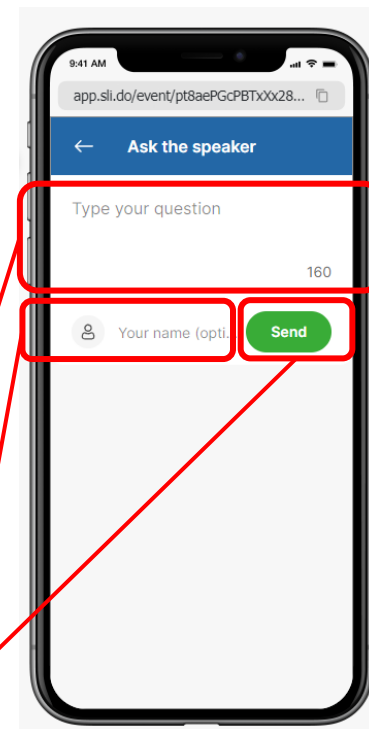 9:41 AM
app.sli.do/event/pt8aePGcPBTxXx28...
Ask the speaker
Type your question
160
Your name (opti...
Send